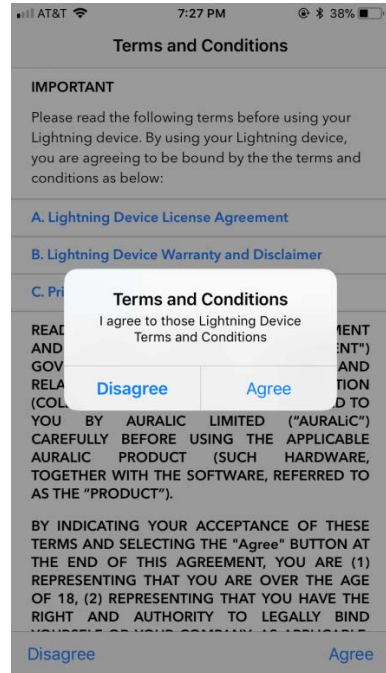 AT&T 7:27 PM 38%
Terms and Conditions
IMPORTANT
Please read the following terms before using your
Lightning device. By using your Lightning device,
you are agreeing to be bound by the the terms and
conditions as below:
A. Lightning Device License Agreement
B. Lightning Device Warranty and Disclaimer
C. Pri
Terms and Conditions
I agree to those Lightning Device
Terms and Conditions
Disagree Agree
READ MENT
AND ENT")
GOV AND
RELA TION
(COL D TO
YOU BY AURALIC LIMITED ("AURALiC")
CAREFULLY BEFORE USING THE APPLICABLE
AURALIC PRODUCT (SUCH HARDWARE,
TOGETHER WITH THE SOFTWARE, REFERRED TO
AS THE "PRODUCT").
BY INDICATING YOUR ACCEPTANCE OF THESE
TERMS AND SELECTING THE "Agree" BUTTON AT
THE END OF THIS AGREEMENT, YOU ARE (1)
REPRESENTING THAT YOU ARE OVER THE AGE
OF 18, (2) REPRESENTING THAT YOU HAVE THE
RIGHT AND AUTHORITY TO LEGALLY BIND
Disagree Agree